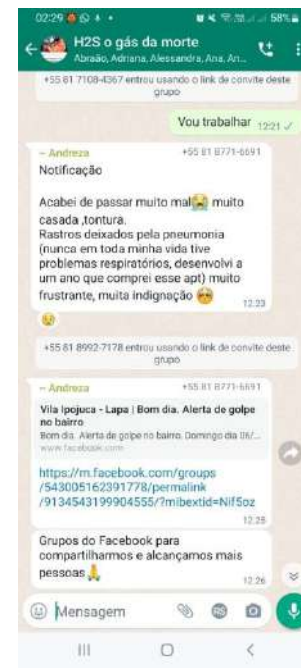 02:29
58%
H2S o gás da morte
Abraão, Adriana, Alessandra, Ana, An...
+55 81 7108-4367 entrou usando o link de convite deste
grupo
Vou trabalhar 12:21
~ Andreza +55 81 8771-6691
Notificação
Acabei de passar muito mal😭 muito
casada ,tontura.
Rastros deixados pela pneumonia
(nunca em toda minha vida tive
problemas respiratórios, desenvolvi a
um ano que comprei esse apt) muito
frustrante, muita indignação
12:23
+55 81 8992-7178 entrou usando o link de convite deste
grupo
~ Andreza +55 81 8771-6691
Vila Ipojuca - Lapa | Bom dia. Alerta de golpe
no bairro
Bom dia. Alerta de golpe no bairro. Domingo dia 06/...
www.facebook.com
https://m.facebook.com/groups
/543005162391778/permalink
/9134543199904555/?mibextid=Nif5oz
12:25
Grupos do Facebook para
compartilharmos e alcançamos mais
pessoas🙏 12:26
Mensagem